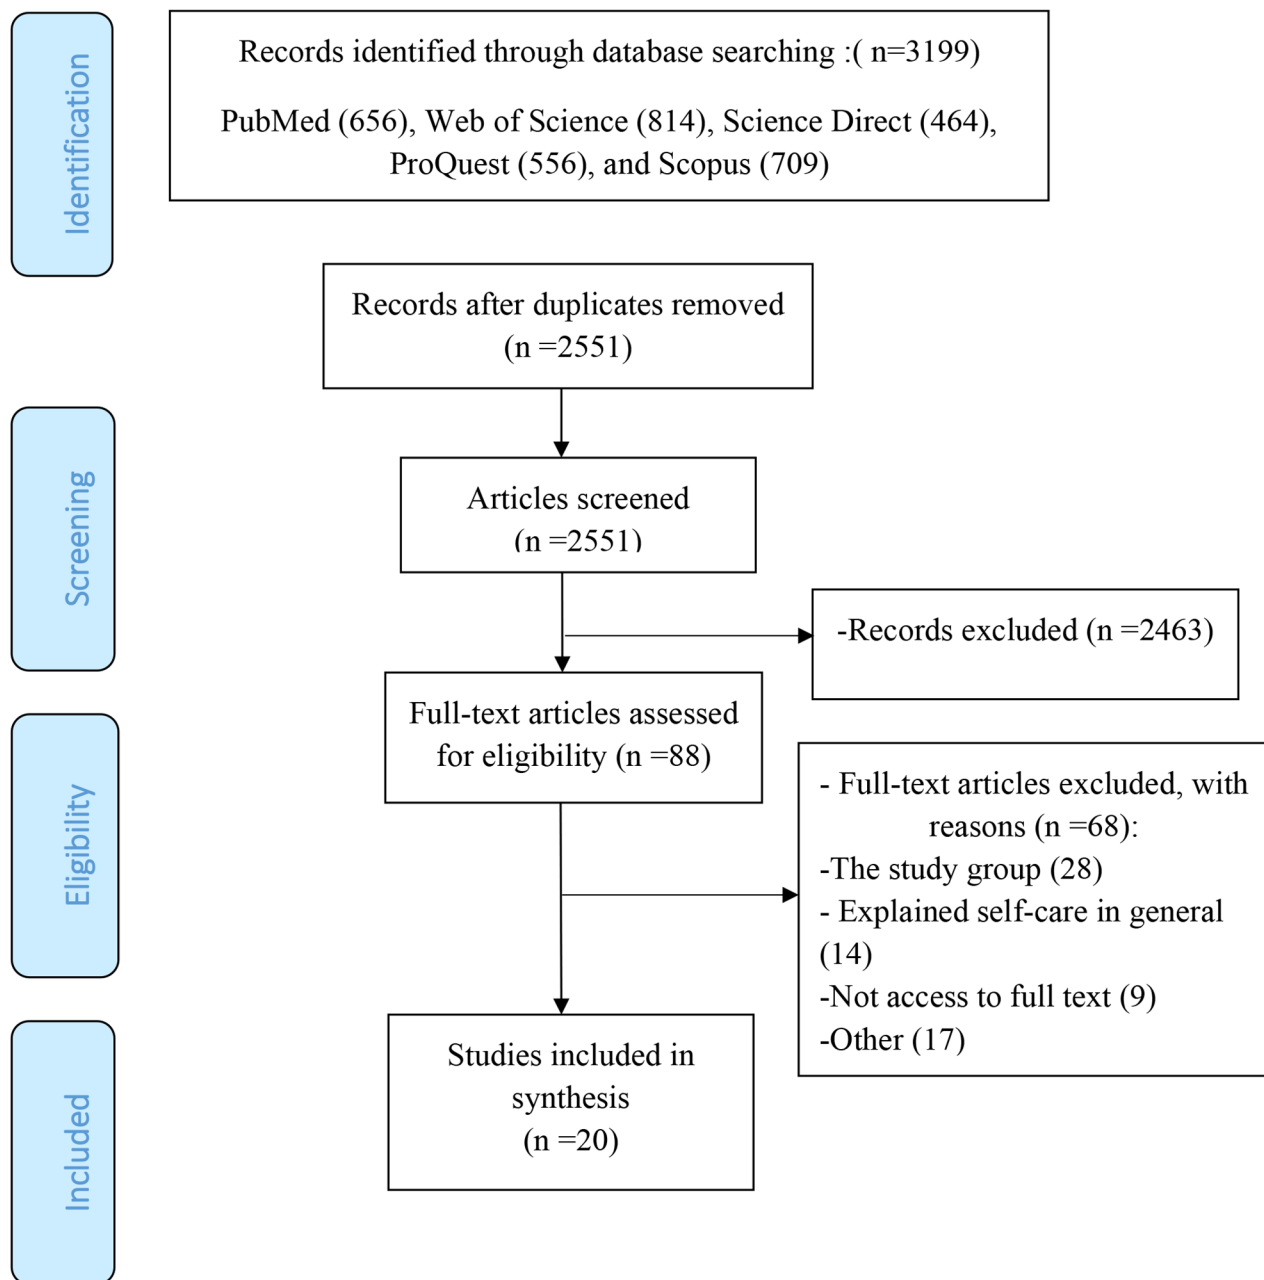 Identification
Records identified through database searching :( n=3199)
PubMed (656), Web of Science (814), Science Direct (464),
ProQuest (556), and Scopus (709)
Records after duplicates removed
(n =2551)
Screening
Articles screened
(n =2551)
-Records excluded (n =2463)
Eligibility
Full-text articles assessed
for eligibility (n =88)
- Full-text articles excluded, with
reasons (n =68):
-The study group (28)
- Explained self-care in general
(14)
-Not access to full text (9)
-Other (17)
Included
Studies included in
synthesis
(n =20)